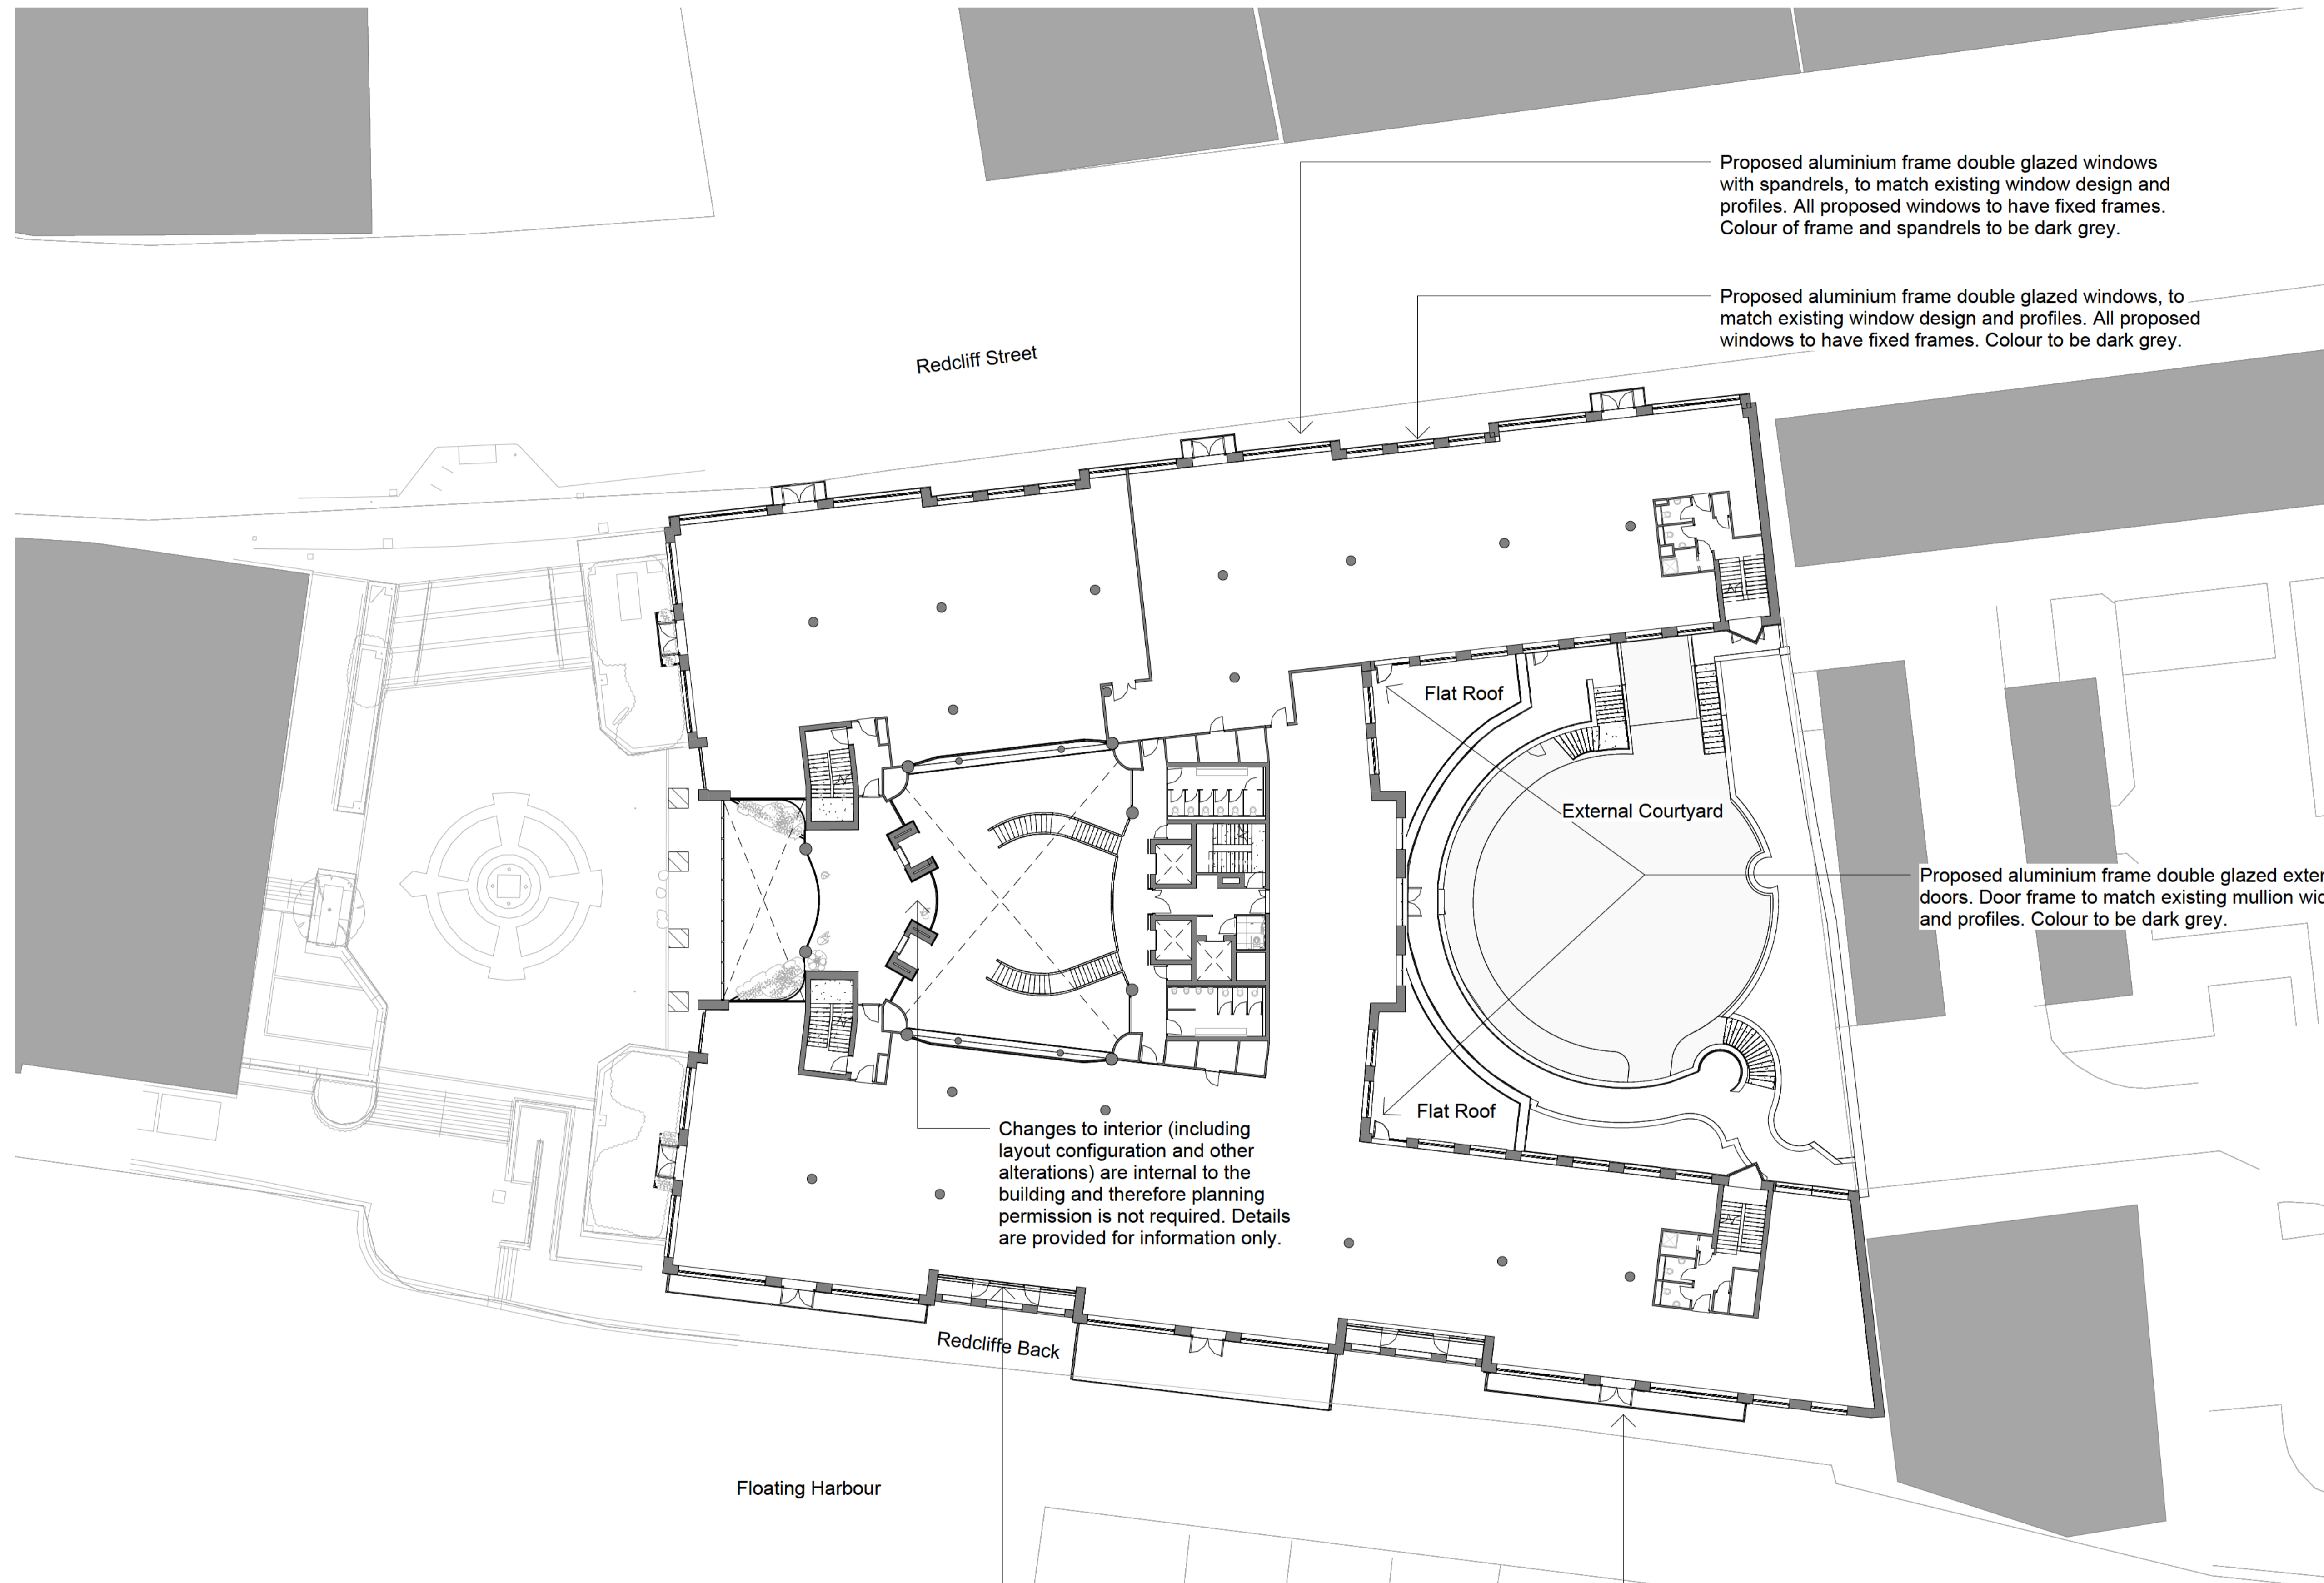 Proposed aluminium frame double glazed windows
with spandrels, to match existing window design and
profiles. All proposed windows to have fixed frames.
Colour of frame and spandrels to be dark grey.
Proposed aluminium frame double glazed windows, to
match existing window design and profiles. All proposed
windows to have fixed frames. Colour to be dark grey.
Redcliff Street
Flat Roof
External Courtyard
Proposed aluminium frame double glazed exter
doors. Door frame to match existing mullion wid
and profiles. Colour to be dark grey.
Flat Roof
Changes to interior (including
layout configuration and other
alterations) are internal to the
building and therefore planning
permission is not required. Details
are provided for information only.
Redcliffe Back
Floating Harbour